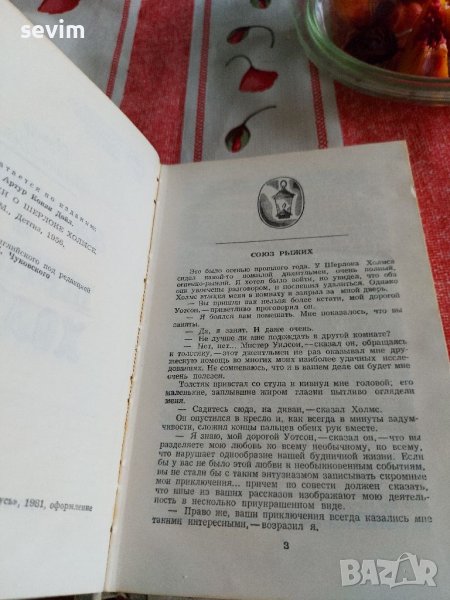 sevim
чатается по изданию:
Артур Конан Дойл.
И О ШЕРЛОКЕ ХОЛМСЕ.
М., Детгиз, 1956,
английского под редакцией
Чуковского
русь», 1981, оформление
СОЮЗ РЫЖИХ
Это было осенью прошлого года. У Шерлока Холмса
сидел какой-то пожилой джентльмен, очень полный,
огненно-рыжий. Я хотел было войти, но увидел, что оба
они увлечены разговором, и поспешил удалиться. Однако
Холмс втащил меня в комнату и закрыл за мной дверь.
— Вы пришли как нельзя более кстати, мой дорогой
Уотсон,— приветливо проговорил он.
— Я боялся вам помешать. Мне показалось, что вы
заняты.
— Да, я занят. И даже очень.
— Не лучше ли мне подождать в другой комнате?
— Нет, нет... Мистер Уилсон,— сказал он, обращаясь
к толстяку,— этот джентльмен не раз оказывал мне дру-
жескую помощь во многих моих наиболее удачных иссле-
дованиях. Не сомневаюсь, что и в вашем деле он будет мне
очень полезен.
Толстяк привстал со стула и кивнул мне головой; его
маленькие, заплывшие жиром глазки пытливо оглядели
меня.
— Садитесь сюда, на диван,— сказал Холмс.
Он опустился в кресло и, как всегда в минуты задум-
чивости, сложил концы пальцев обеих рук вместе.
— Я знаю, мой дорогой Уотсон,— сказал он,— что вы
разделяете мою любовь ко всему необычному, ко всему, что
нарушает однообразие нашей будничной жизни. Если
бы у вас не было этой любви к необыкновенным событиям,
вы не стали бы с таким энтузиазмом записывать скромные
мои приключения... причем по совести должен сказать,
что иные из ваших рассказов изображают мою деятель-
ность в несколько приукрашенном виде.
— Право же, ваши приключения всегда казались мне
такими интересными,— возразил я.
3
BAZAR